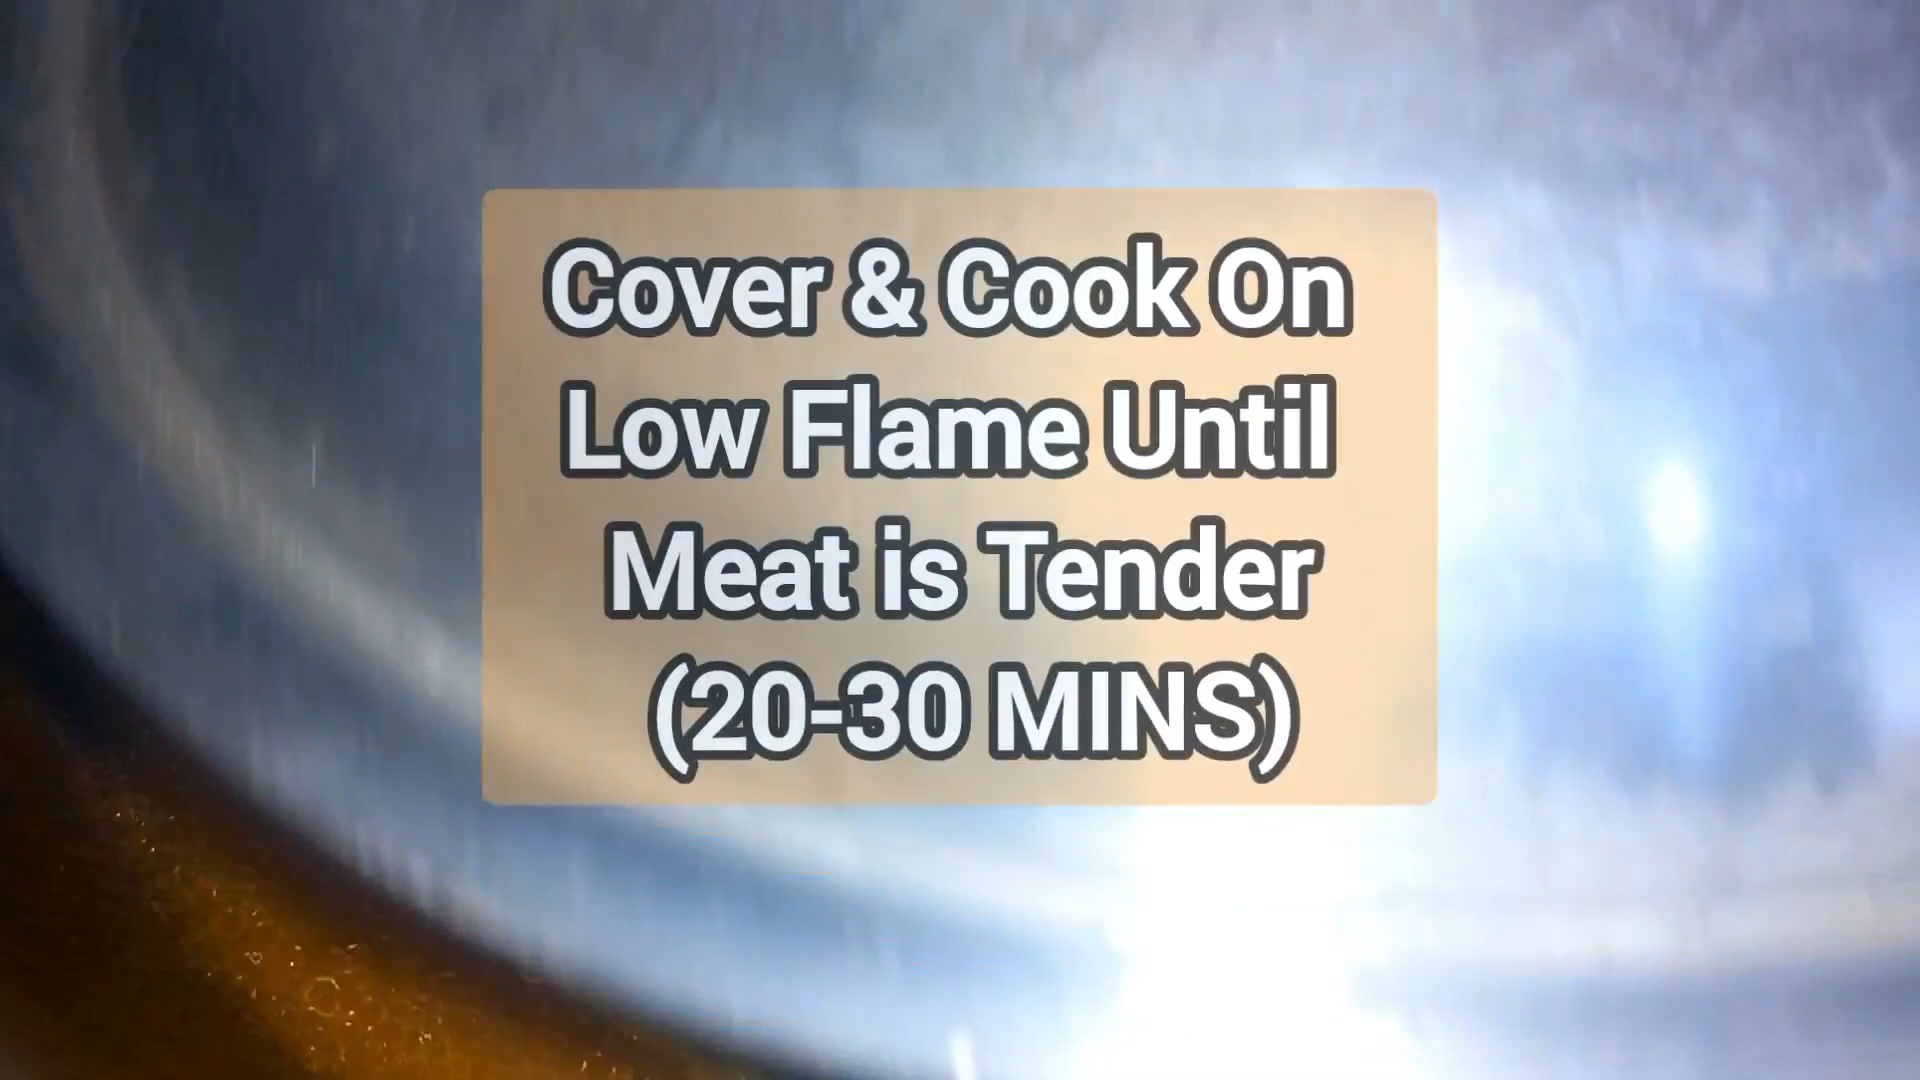 Cover & Cook On
Low Flame Until
Meat is Tender
(20-30 MINS)